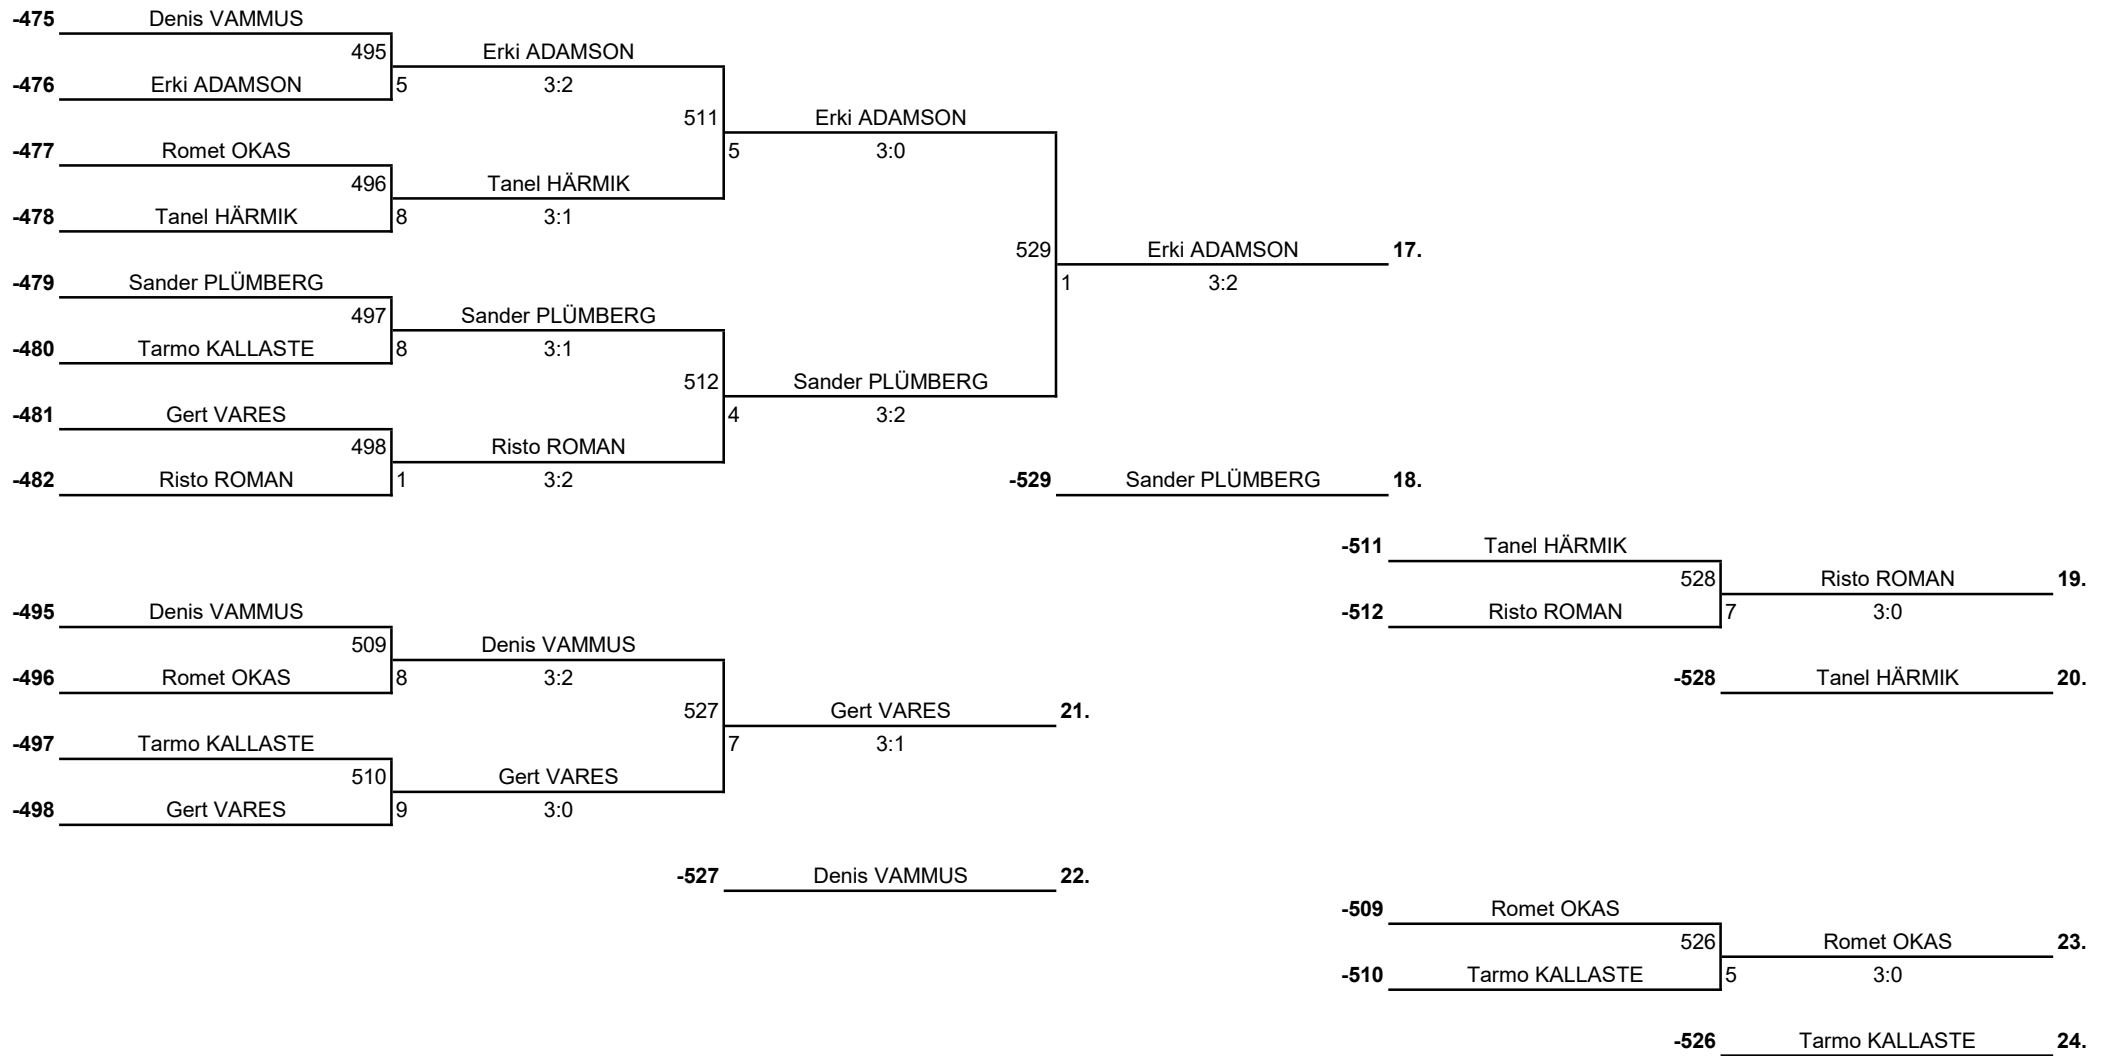 -475 Denis VAMMUS
495 Erki ADAMSON
-476 Erki ADAMSON 5 3:2
511 Erki ADAMSON
-477 Romet OKAS 5 3:0
496 Tanel HÄRMIK
-478 Tanel HÄRMIK 8 3:1
529 Erki ADAMSON 17.
-479 Sander PLÜMBERG 1 3:2
497 Sander PLÜMBERG
-480 Tarmo KALLASTE 8 3:1
512 Sander PLÜMBERG
-481 Gert VARES 4 3:2
498 Risto ROMAN
-482 Risto ROMAN 1 3:2 -529 Sander PLÜMBERG 18.
-511 Tanel HÄRMIK
528 Risto ROMAN 19.
-495 Denis VAMMUS -512 Risto ROMAN 7 3:0
509 Denis VAMMUS
-496 Romet OKAS 8 3:2 -528 Tanel HÄRMIK 20.
527 Gert VARES 21.
-497 Tarmo KALLASTE 7 3:1
510 Gert VARES
-498 Gert VARES 9 3:0
-527 Denis VAMMUS 22.
-509 Romet OKAS
526 Romet OKAS 23.
-510 Tarmo KALLASTE 5 3:0
-526 Tarmo KALLASTE 24.